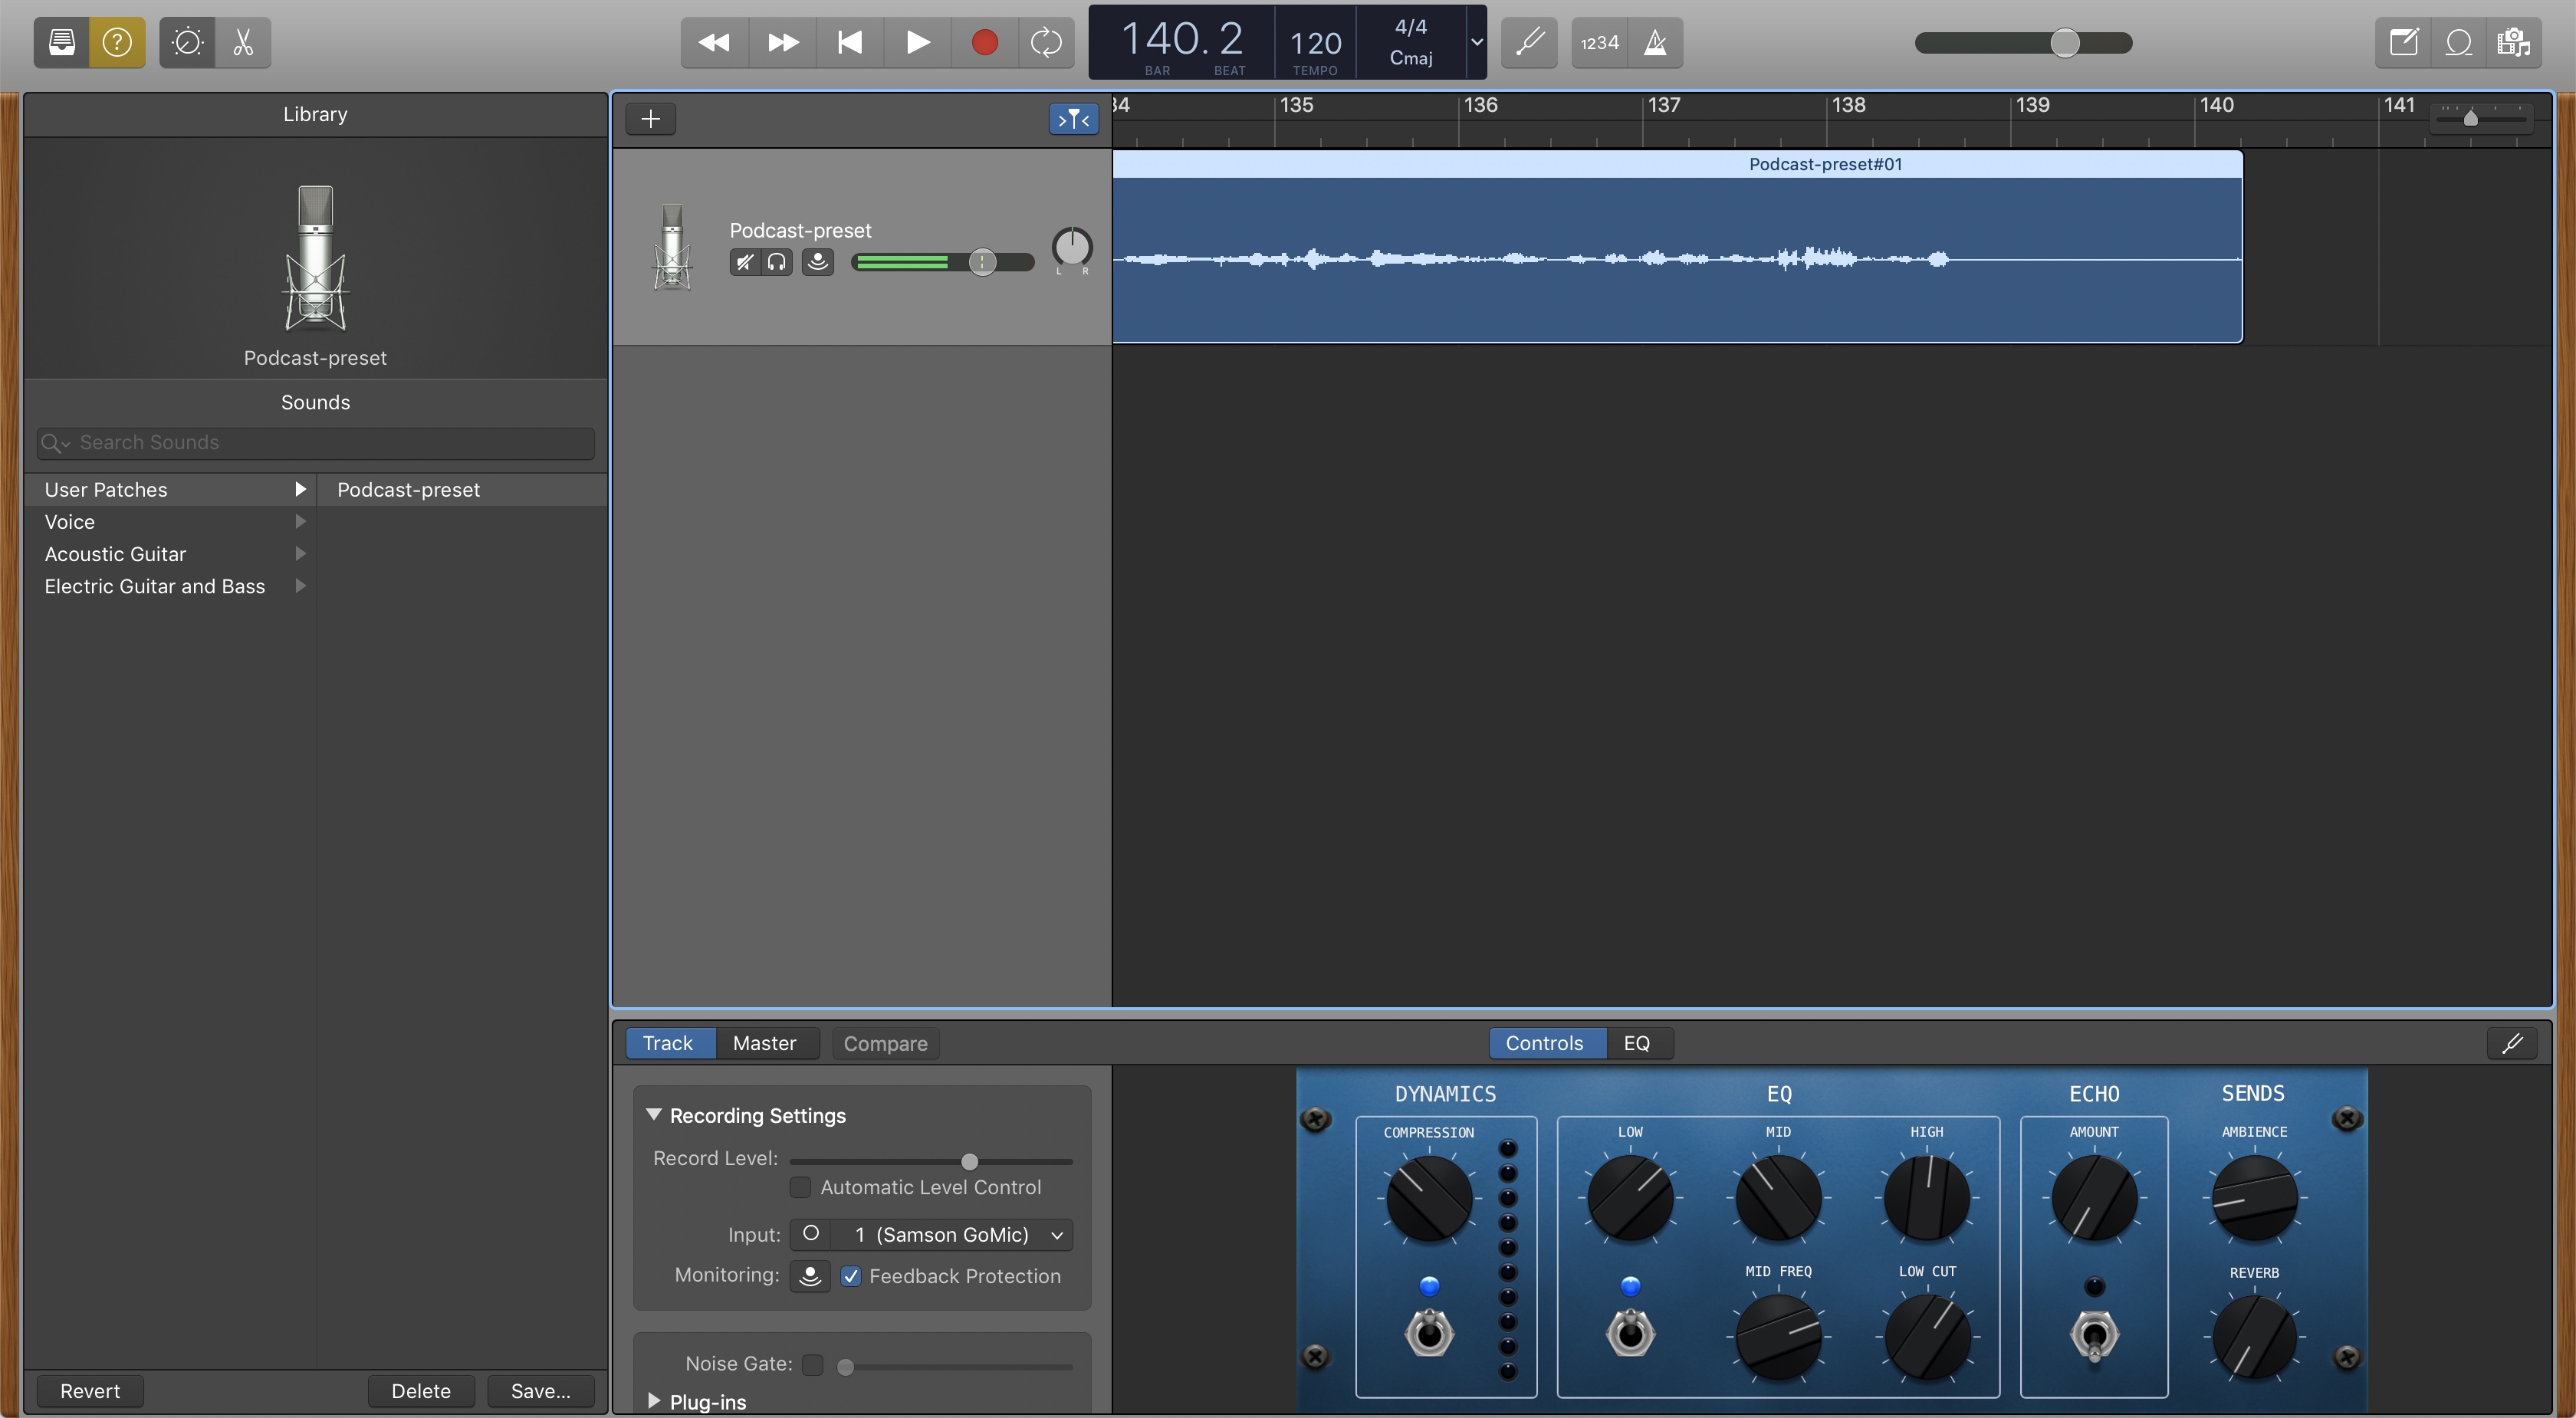 ?
140. 2
BAR BEAT
120
TEMPO
4/4
Cmaj
1234
Library
Podcast-preset
Sounds
Search Sounds
User Patches
Podcast-preset
Voice
Acoustic Guitar
Electric Guitar and Bass
Revert
Delete
Save...
34 135 136 137 138 139 140 141
Podcast-preset#01
Podcast-preset
L R
Track
Master
Compare
Controls
EQ
Recording Settings
Record Level:
Automatic Level Control
Input: 1 (Samson GoMic)
Monitoring: Feedback Protection
Noise Gate:
Plug-ins
DYNAMICS
COMPRESSION
EQ
LOW MID HIGH
MID FREQ LOW CUT
ECHO
AMOUNT
SENDS
AMBIENCE
REVERB